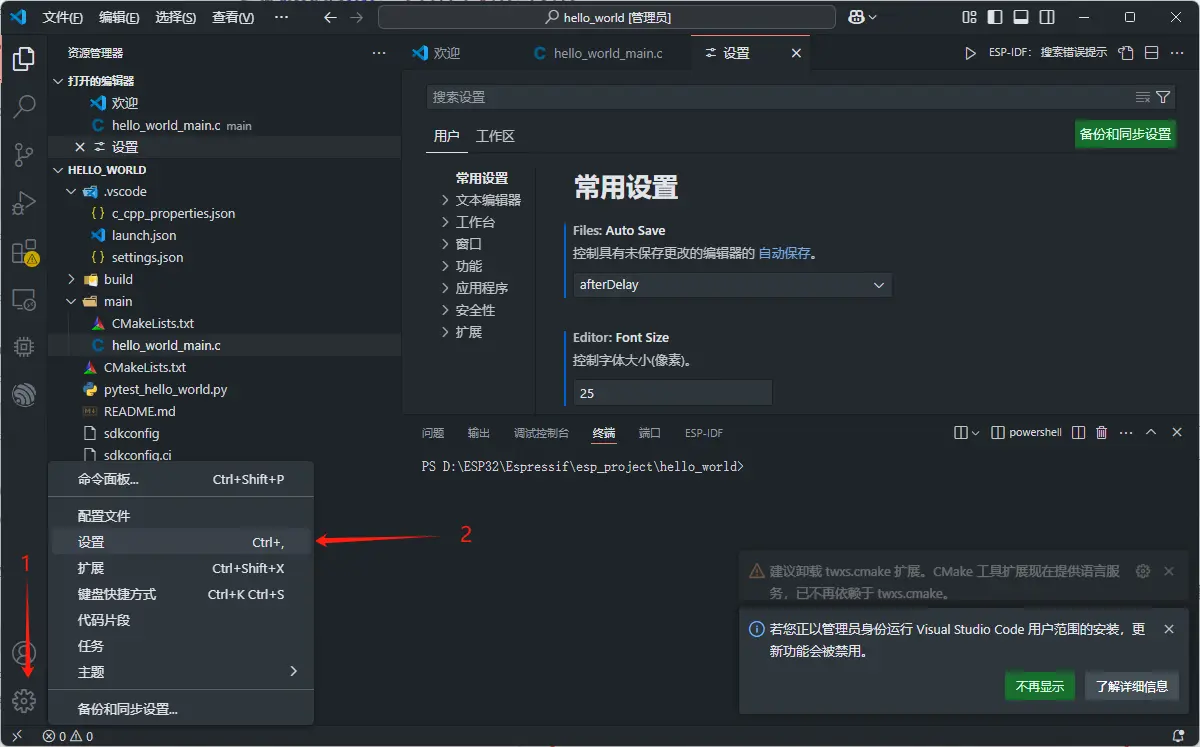 文件(F) 编辑(E) 选择(S) 查看(V) ··· hello_world [管理员]
资源管理器 ···
打开的编辑器
欢迎
hello_world_main.c main
设置
HELLO_WORLD
.vscode
c_cpp_properties.json
launch.json
settings.json
build
main
CMakeLists.txt
hello_world_main.c
CMakeLists.txt
pytest_hello_world.py
README.md
sdkconfig
sdkconfig.ci
欢迎 hello_world_main.c 设置 ESP-IDF: 搜索错误提示 ···
搜索设置
用户 工作区 备份和同步设置
常用设置
文本编辑器
工作台
窗口
功能
应用程序
安全性
扩展
常用设置
Files: Auto Save
控制具有未保存更改的编辑器的 自动保存。
afterDelay
Editor: Font Size
控制字体大小(像素)。
25
问题 输出 调试控制台 终端 端口 ESP-IDF powershell ···
PS D:\ESP32\Espressif\esp_project\hello_world>
命令面板... Ctrl+Shift+P
配置文件
设置 Ctrl+,
扩展 Ctrl+Shift+X
键盘快捷方式 Ctrl+K Ctrl+S
代码片段
任务
主题
备份和同步设置...
1
2
建议卸载 twxs.cmake 扩展。CMake 工具扩展现在提供语言服
务，已不再依赖于 twxs.cmake。
若您正以管理员身份运行 Visual Studio Code 用户范围的安装，更
新功能会被禁用。
不再显示 了解详细信息
0 0